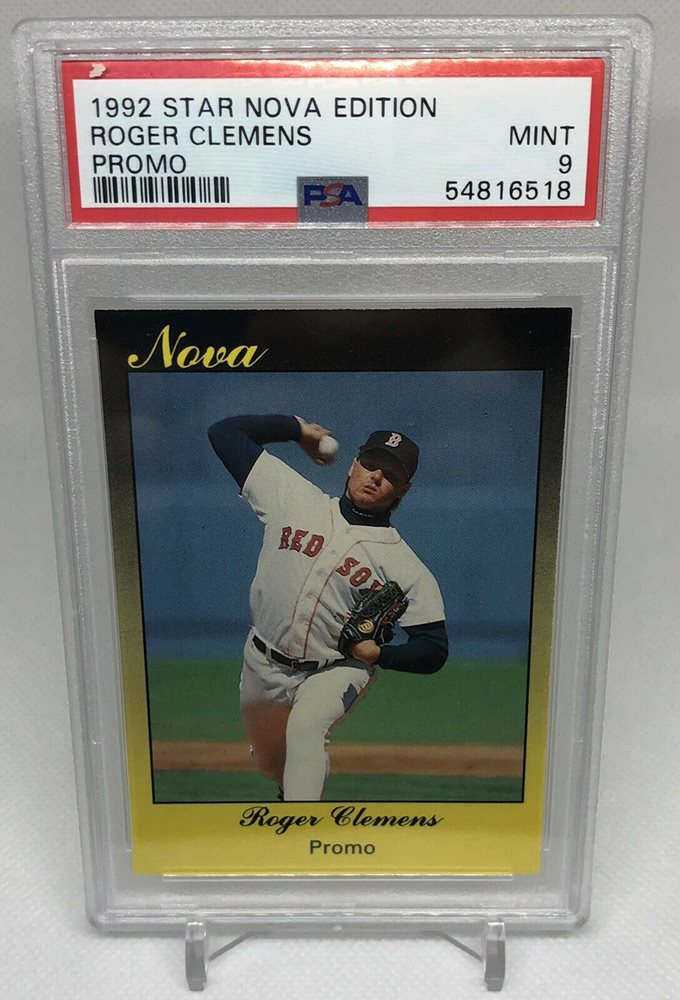 1992 STAR NOVA EDITION
ROGER CLEMENS MINT
PROMO 9
PSA 54816518
Nova
B
RED SOX
Roger Clemens
Promo